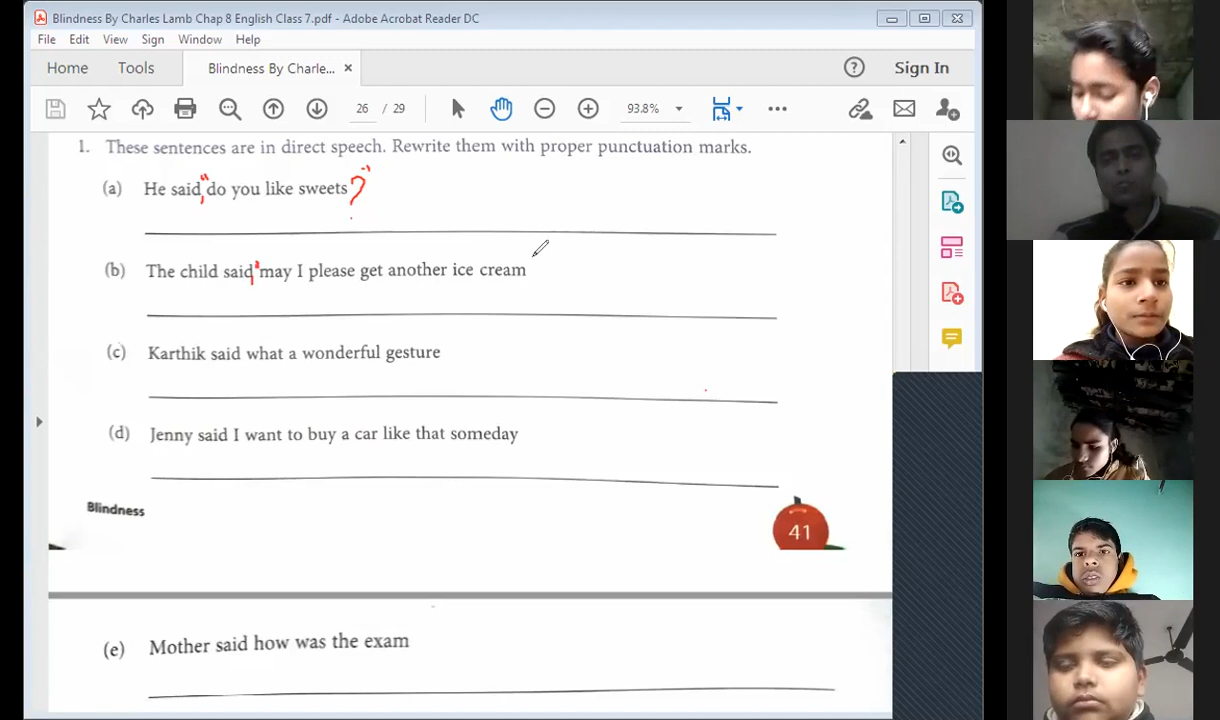 Blindness By Charles Lamb Chap 8 English Class 7.pdf - Adobe Acrobat Reader DC
File Edit View Sign Window Help
Home Tools Blindness By Charle... × ? Sign In
26 / 29 93.8%
1. These sentences are in direct speech. Rewrite them with proper punctuation marks.
(a) He said, "do you like sweets?"
(b) The child said, "may I please get another ice cream
(c) Karthik said what a wonderful gesture
(d) Jenny said I want to buy a car like that someday
Blindness
41
(e) Mother said how was the exam